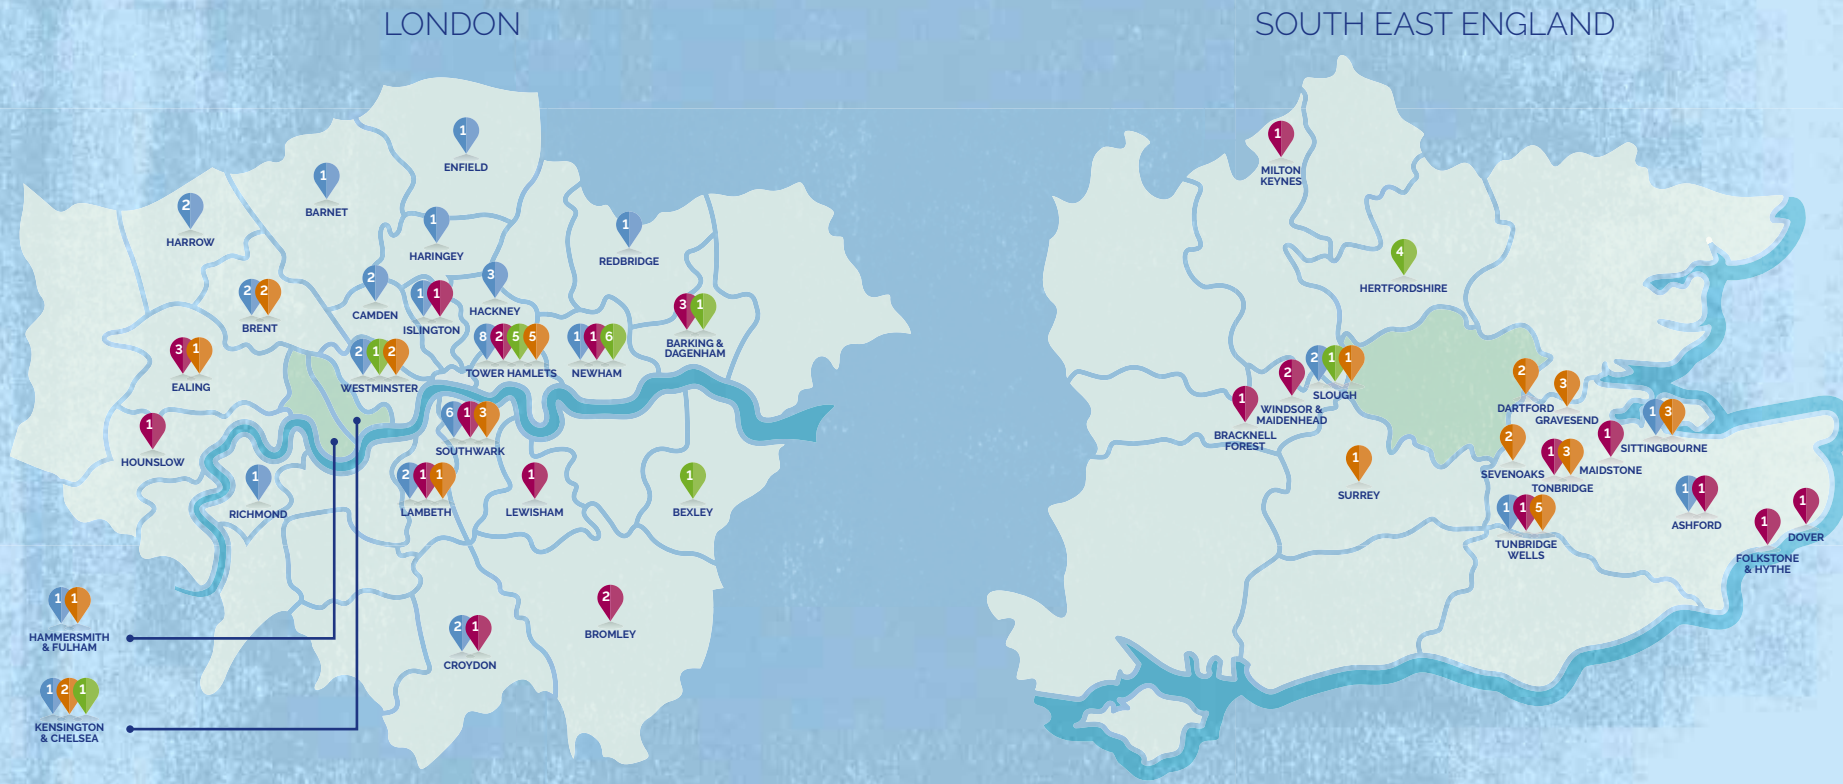 LONDON
1
ENFIELD
1
BARNET
2
HARROW
1
HARINGEY
1
REDBRIDGE
2
CAMDEN
3
HACKNEY
1 1
ISLINGTON
2 2
BRENT
3 1
BARKING &
DAGENHAM
3 1
EALING
2 1 2
WESTMINSTER
8 2 5 5
TOWER HAMLETS
1 1 6
NEWHAM
1
HOUNSLOW
6 1 3
SOUTHWARK
1
RICHMOND
2 1 1
LAMBETH
1
LEWISHAM
1
BEXLEY
1 1
HAMMERSMITH
& FULHAM
2 1
CROYDON
2
BROMLEY
1 2 1
KENSINGTON
& CHELSEA
SOUTH EAST ENGLAND
1
MILTON
KEYNES
4
HERTFORDSHIRE
2 1 1
SLOUGH
2
WINDSOR &
MAIDENHEAD
1
BRACKNELL
FOREST
1
SURREY
2
DARTFORD
3
GRAVESEND
1 3
SITTINGBOURNE
2
SEVENOAKS
1 3
TONBRIDGE
1
MAIDSTONE
1 1 5
TUNBRIDGE
WELLS
1 1
ASHFORD
1
FOLKSTONE
& HYTHE
1
DOVER